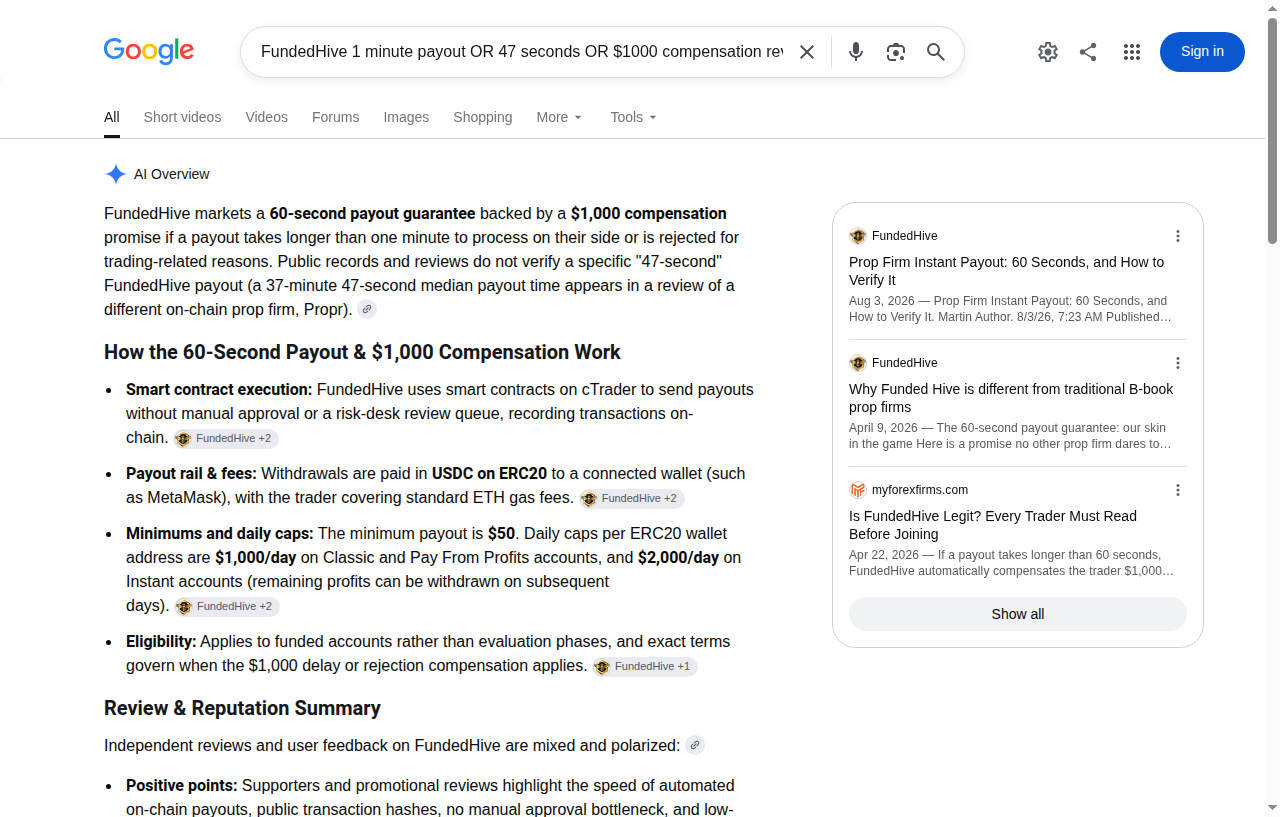 Google
FundedHive 1 minute payout OR 47 seconds OR $1000 compensation rev
Sign in
All
Short videos
Videos
Forums
Images
Shopping
More
Tools
AI Overview
FundedHive markets a 60-second payout guarantee backed by a $1,000 compensation
promise if a payout takes longer than one minute to process on their side or is rejected for
trading-related reasons. Public records and reviews do not verify a specific "47-second"
FundedHive payout (a 37-minute 47-second median payout time appears in a review of a
different on-chain prop firm, Propr).
How the 60-Second Payout & $1,000 Compensation Work
• Smart contract execution: FundedHive uses smart contracts on cTrader to send payouts
without manual approval or a risk-desk review queue, recording transactions on-
chain. FundedHive +2
• Payout rail & fees: Withdrawals are paid in USDC on ERC20 to a connected wallet (such
as MetaMask), with the trader covering standard ETH gas fees. FundedHive +2
• Minimums and daily caps: The minimum payout is $50. Daily caps per ERC20 wallet
address are $1,000/day on Classic and Pay From Profits accounts, and $2,000/day on
Instant accounts (remaining profits can be withdrawn on subsequent
days). FundedHive +2
• Eligibility: Applies to funded accounts rather than evaluation phases, and exact terms
govern when the $1,000 delay or rejection compensation applies. FundedHive +1
Review & Reputation Summary
Independent reviews and user feedback on FundedHive are mixed and polarized:
• Positive points: Supporters and promotional reviews highlight the speed of automated
on-chain payouts, public transaction hashes, no manual approval bottleneck, and low-
FundedHive
Prop Firm Instant Payout: 60 Seconds, and How to
Verify It
Aug 3, 2026 — Prop Firm Instant Payout: 60 Seconds, and
How to Verify It. Martin Author. 8/3/26, 7:23 AM Published…
FundedHive
Why Funded Hive is different from traditional B-book
prop firms
April 9, 2026 — The 60-second payout guarantee: our skin
in the game Here is a promise no other prop firm dares to…
myforexfirms.com
Is FundedHive Legit? Every Trader Must Read
Before Joining
Apr 22, 2026 — If a payout takes longer than 60 seconds,
FundedHive automatically compensates the trader $1,000…
Show all